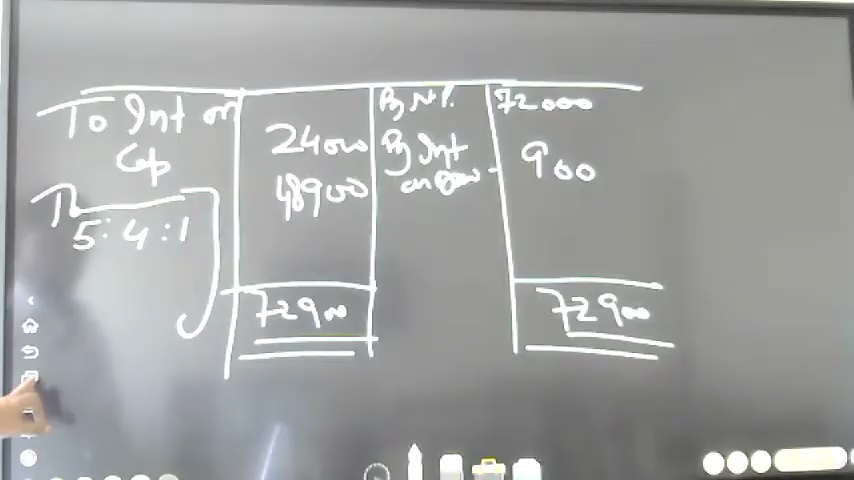 To Int on
Cap
24000
48900
To
5:4:1
72900
By N.P.
72000
By Int
on Draw-
900
72900